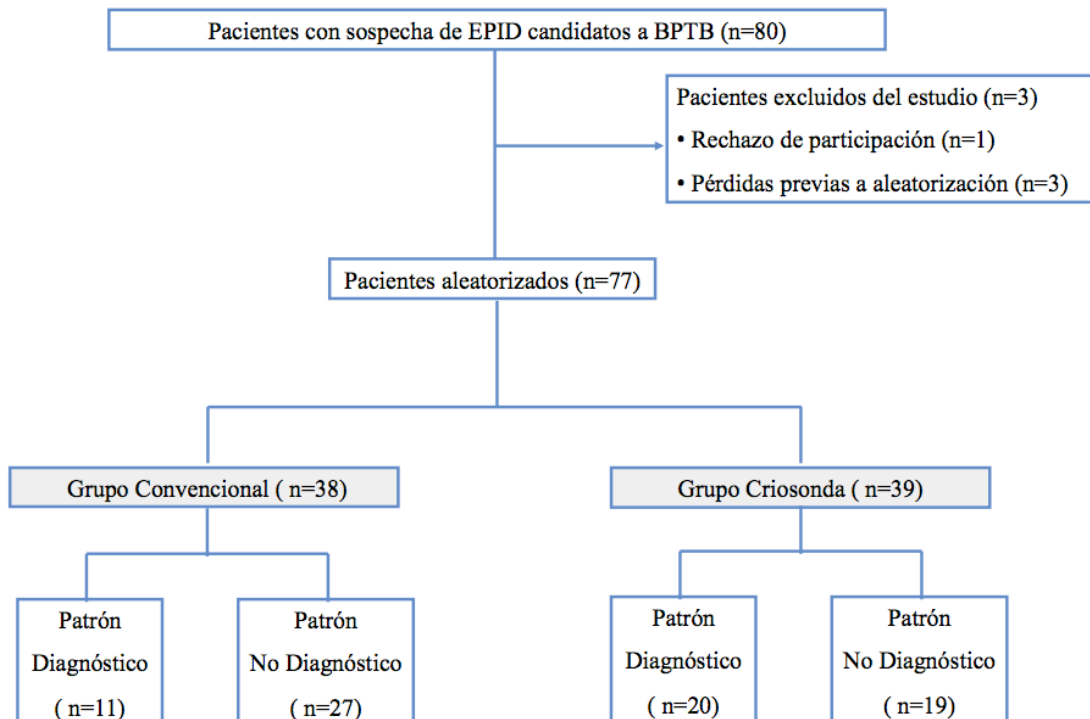 Pacientes con sospecha de EPID candidatos a BPTB (n=80)
Pacientes excluidos del estudio (n=3)
• Rechazo de participación (n=1)
• Pérdidas previas a aleatorización (n=3)
Pacientes aleatorizados (n=77)
Grupo Convencional ( n=38)
Grupo Criosonda ( n=39)
Patrón
Diagnóstico
( n=11)
Patrón
No Diagnóstico
( n=27)
Patrón
Diagnóstico
( n=20)
Patrón
No Diagnóstico
( n=19)